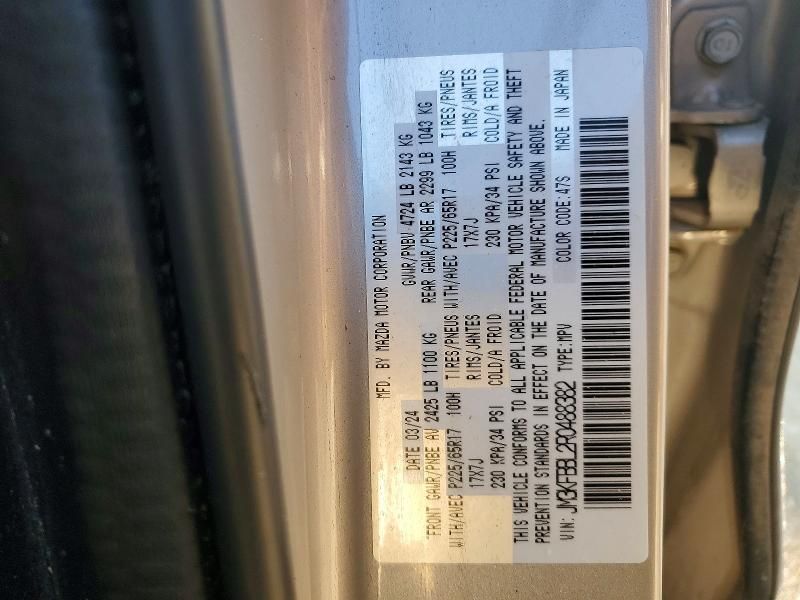 MFD. BY MAZDA MOTOR CORPORATION
DATE 03/24 GVWR/PNBV 4724 LB 2143 KG
FRONT GAWR/PNBE AV 2425 LB 1100 KG REAR GAWR/PNBE AR 2299 LB 1043 KG
WITH/AVEC P225/65R17 100H TIRES/PNEUS WITH/AVEC P225/65R17 100H TIRES/PNEUS
17X7J RIMS/JANTES 17X7J RIMS/JANTES
230 KPA/34 PSI COLD/A FROID 230 KPA/34 PSI COLD/A FROID
THIS VEHICLE CONFORMS TO ALL APPLICABLE FEDERAL MOTOR VEHICLE SAFETY AND THEFT
PREVENTION STANDARDS IN EFFECT ON THE DATE OF MANUFACTURE SHOWN ABOVE.
VIN: JM3KFBBL2R0488382 TYPE:MPV COLOR CODE:47S MADE IN JAPAN